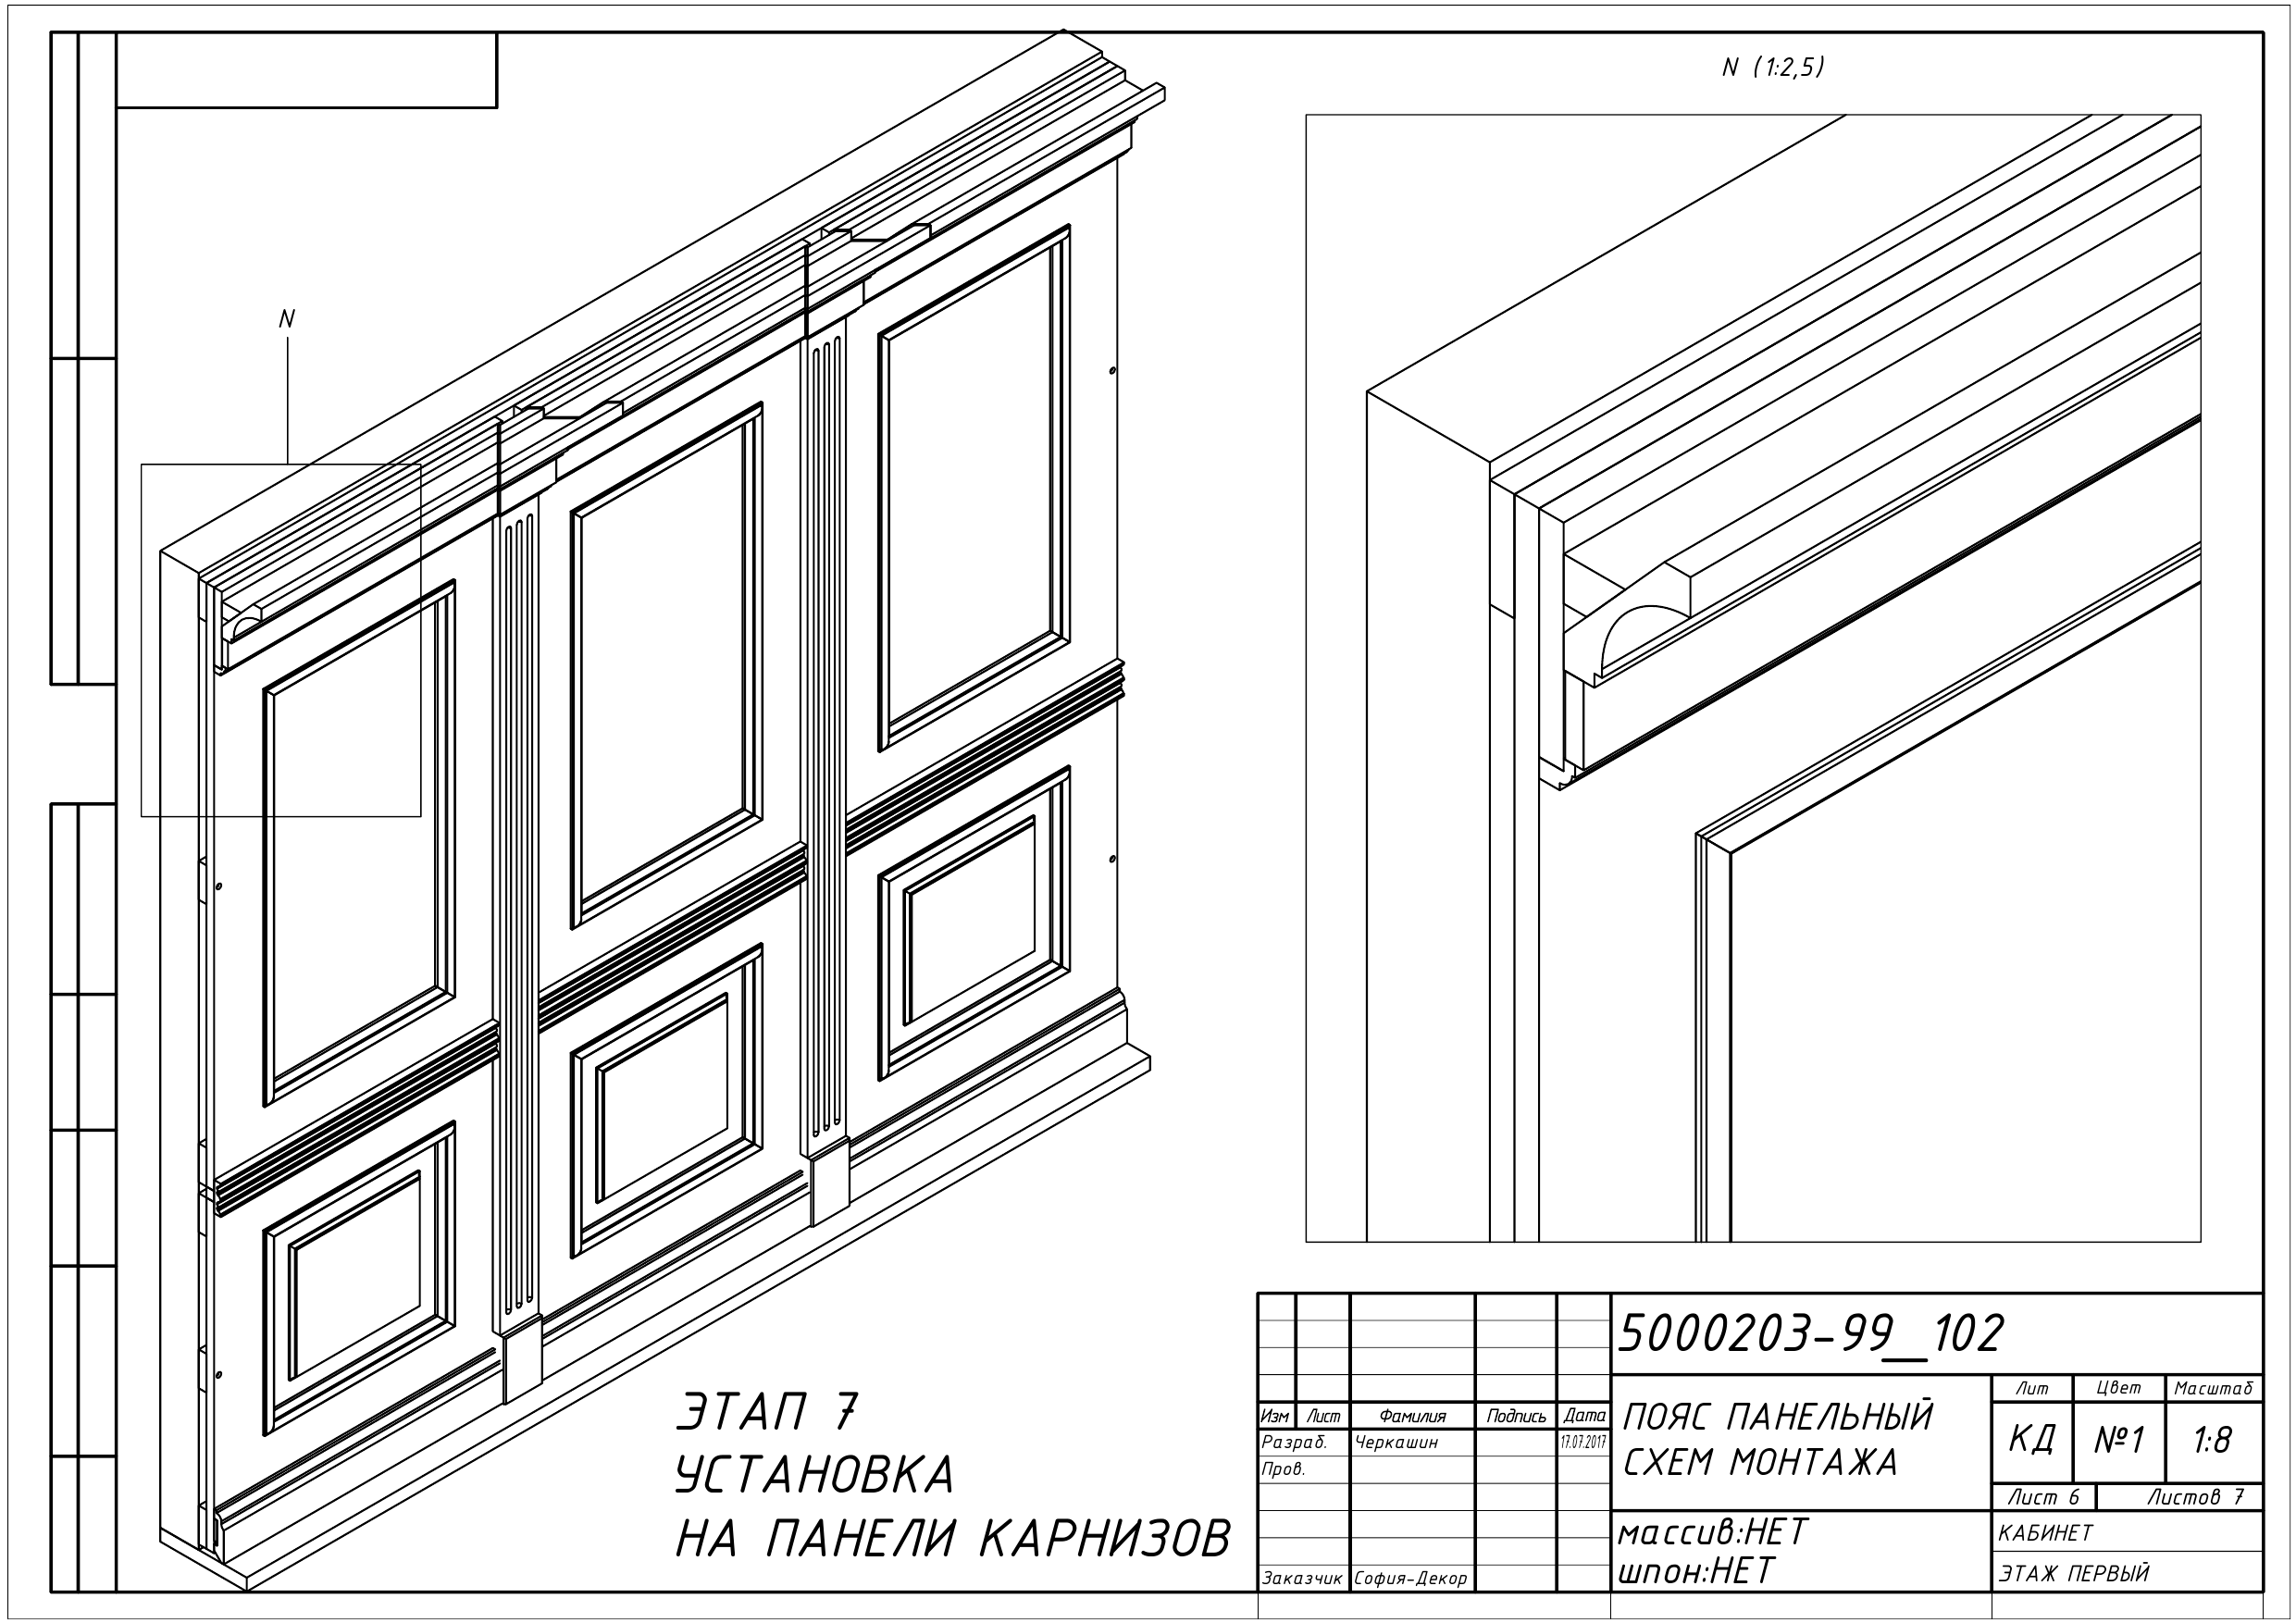 N (1:2,5)
N
ЭТАП 7
УСТАНОВКА
НА ПАНЕЛИ КАРНИЗОВ
5000203-99__102
Изм Лист Фамилия Подпись Дата
Разраб. Черкашин 17.07.2017
Пров.
Заказчик София-Декор
ПОЯС ПАНЕЛЬНЫЙ
СХЕМ МОНТАЖА
Лит Цвет Масштаб
КД №1 1:8
Лист 6 Листов 7
массив:НЕТ
шпон:НЕТ
КАБИНЕТ
ЭТАЖ ПЕРВЫЙ